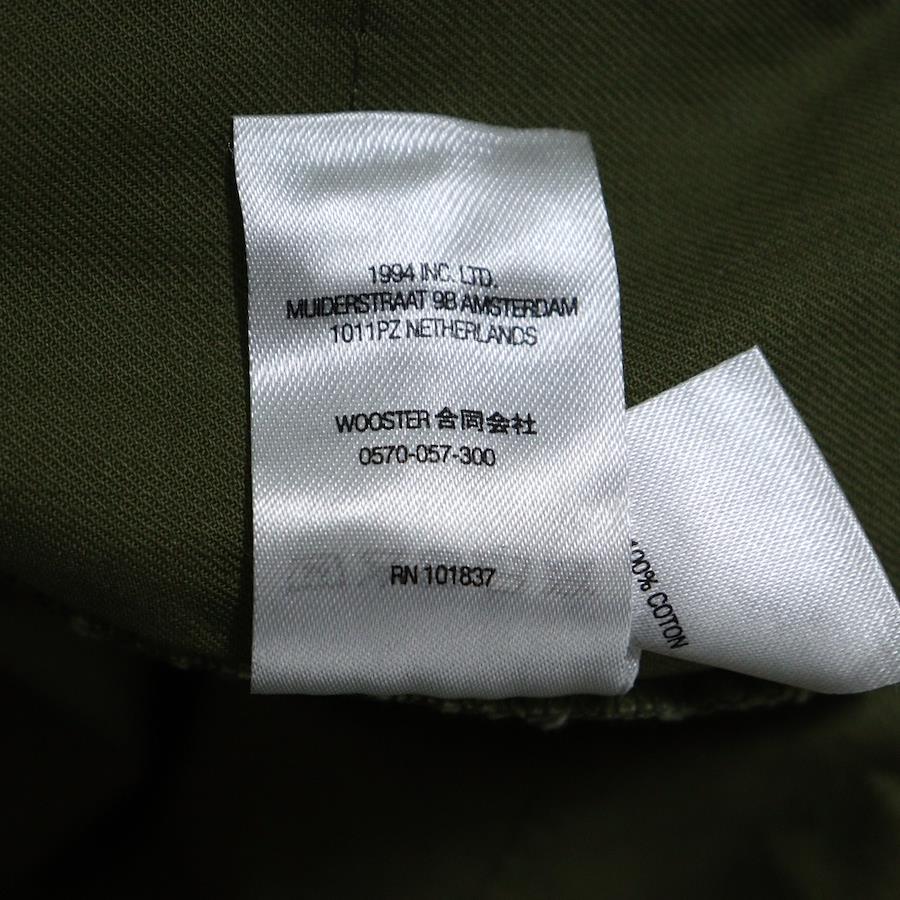 1994 INC. LTD.
MUIDERSTRAAT 9B AMSTERDAM
1011PZ NETHERLANDS
WOOSTER 合同会社
0570-057-300
RN 101837
100% COTON